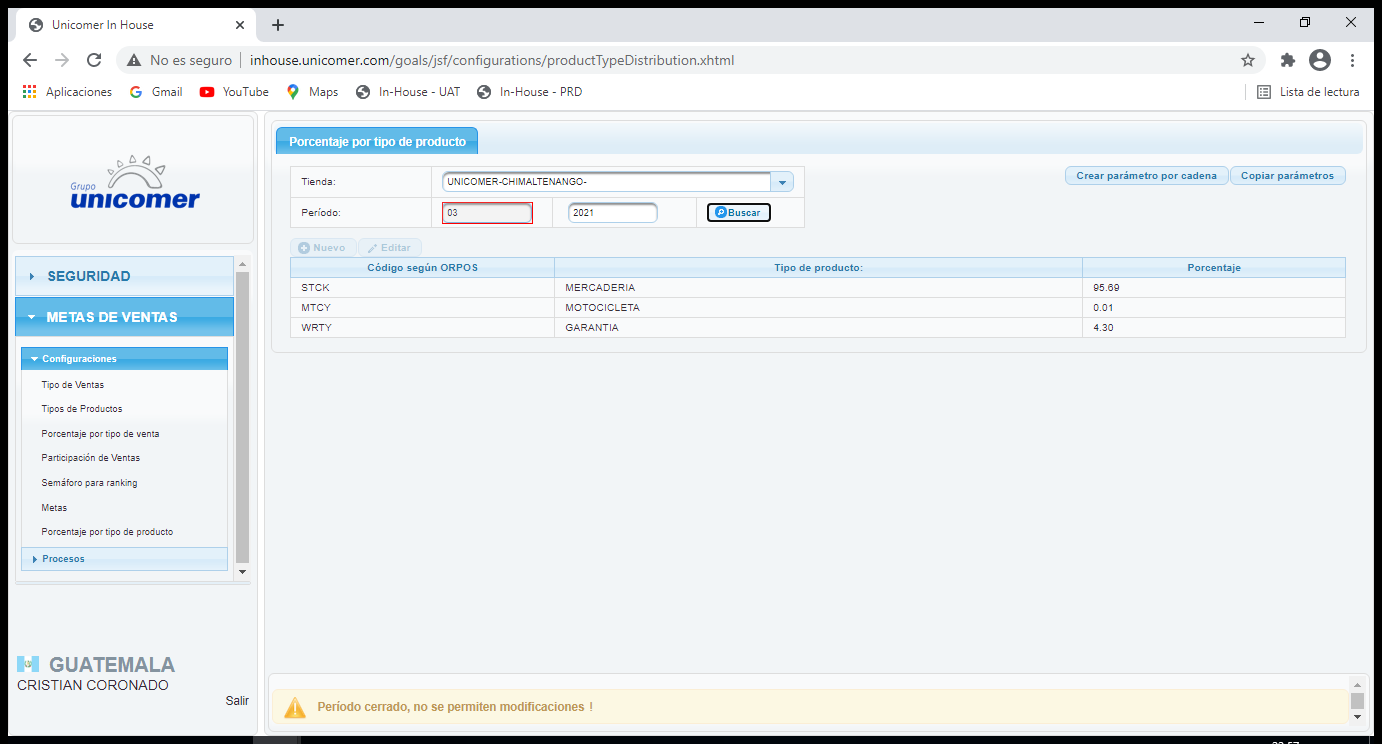 Unicomer In House
No es seguro
inhouse.unicomer.com/goals/jsf/configurations/productTypeDistribution.xhtml
Aplicaciones Gmail YouTube Maps In-House - UAT In-House - PRD Lista de lectura
Grupo
unicomer
SEGURIDAD
METAS DE VENTAS
Configuraciones
Tipo de Ventas
Tipos de Productos
Porcentaje por tipo de venta
Participación de Ventas
Semáforo para ranking
Metas
Porcentaje por tipo de producto
Procesos
GUATEMALA
CRISTIAN CORONADO
Salir
Porcentaje por tipo de producto
Tienda: UNICOMER-CHIMALTENANGO-
Crear parámetro por cadena Copiar parámetros
Período: 03 2021 Buscar
Nuevo Editar
Código según ORPOS Tipo de producto: Porcentaje
STCK MERCADERIA 95.69
MTCY MOTOCICLETA 0.01
WRTY GARANTIA 4.30
Período cerrado, no se permiten modificaciones !